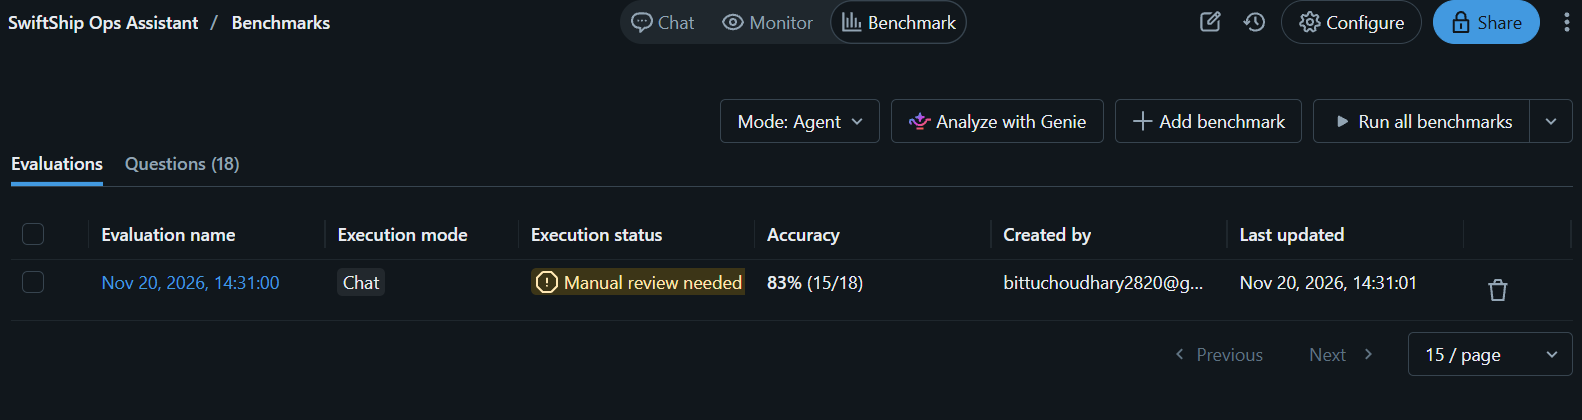 SwiftShip Ops Assistant / Benchmarks
Chat Monitor Benchmark
Configure Share
Mode: Agent Analyze with Genie Add benchmark Run all benchmarks
Evaluations Questions (18)
Evaluation name Execution mode Execution status Accuracy Created by Last updated
Nov 20, 2026, 14:31:00 Chat Manual review needed 83% (15/18) bittuchoudhary2820@g... Nov 20, 2026, 14:31:01
Previous Next 15 / page